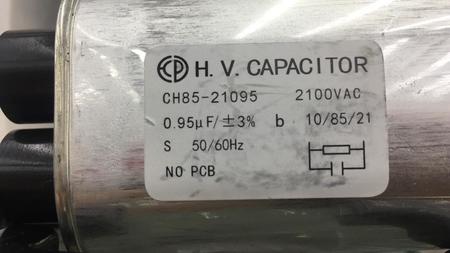 H. V. CAPACITOR
CH85-21095 2100VAC
0.95μF/±3% b 10/85/21
S 50/60Hz
NO PCB